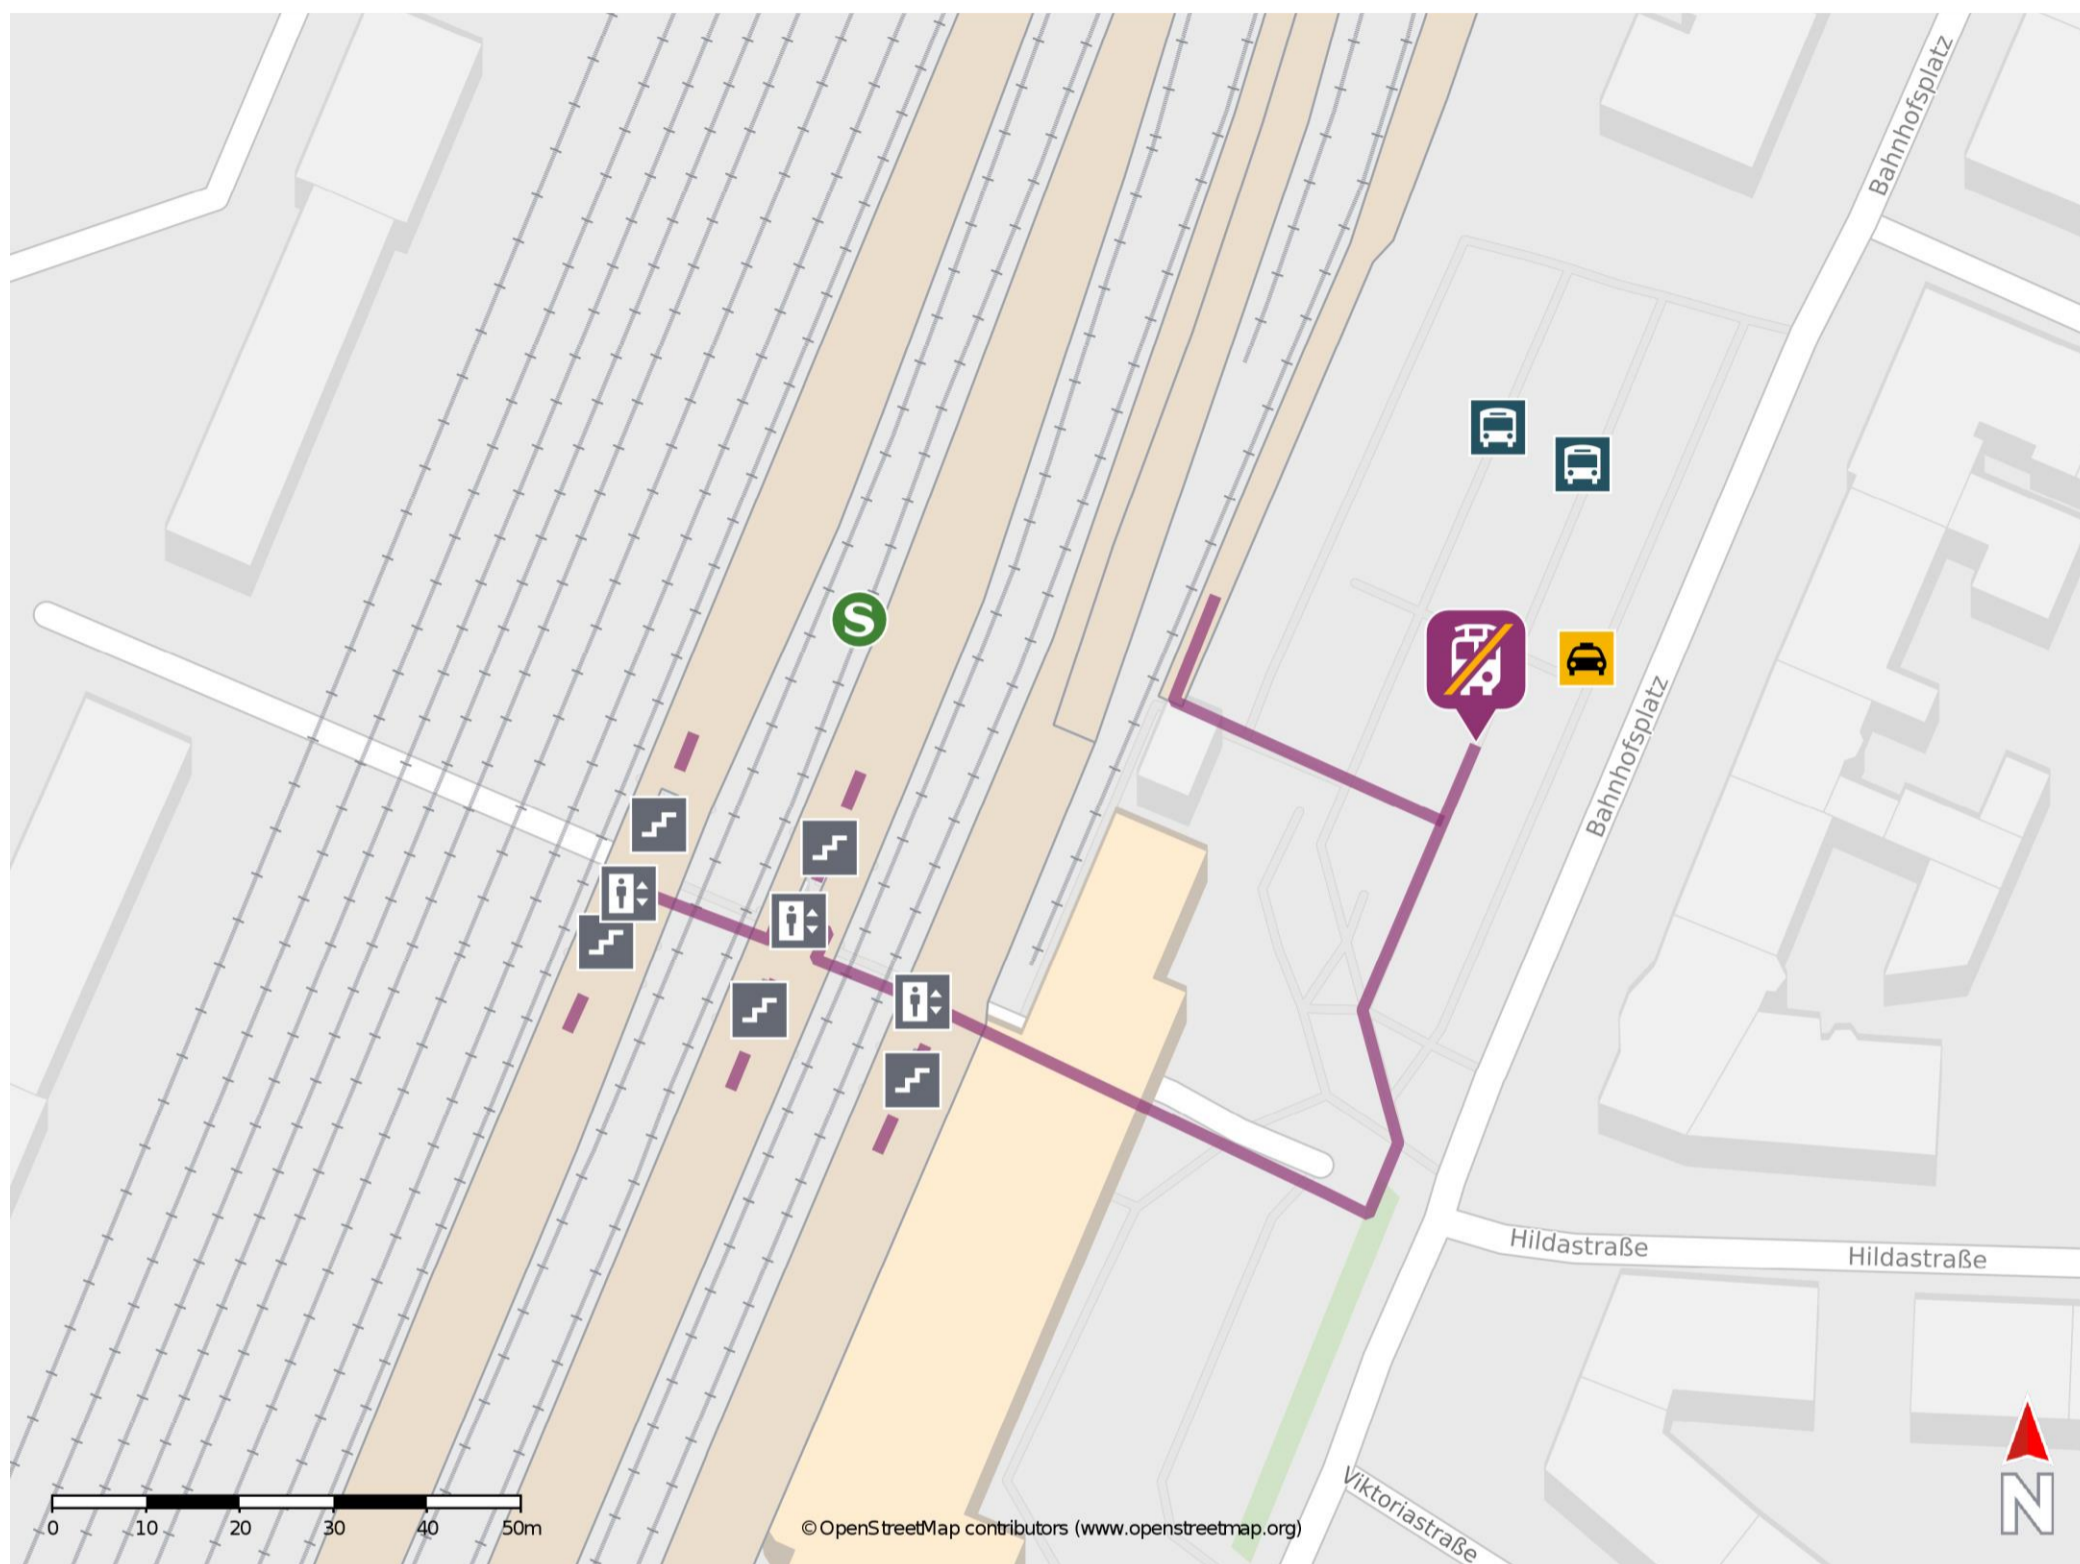 Bahnhofsplatz
S
Bahnhofsplatz
Hildastraße
Hildastraße
Viktoriastraße
0 10 20 30 40 50m
© OpenStreetMap contributors (www.openstreetmap.org)
N